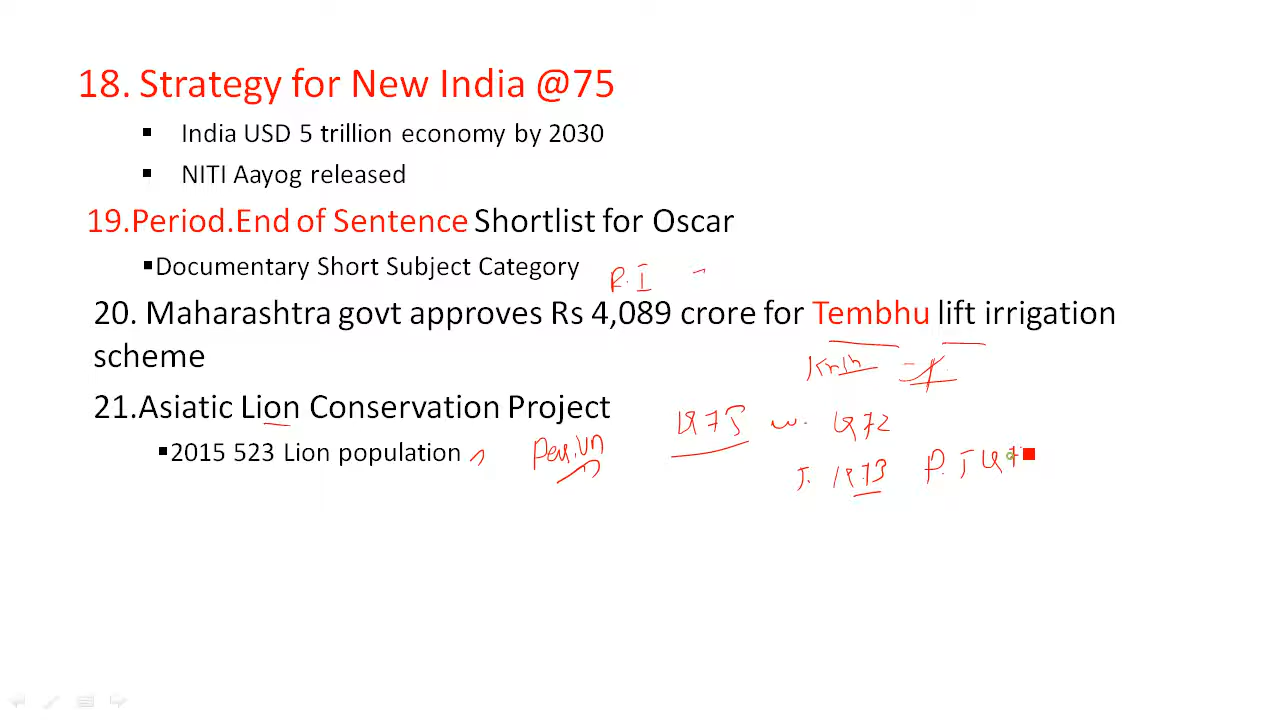 18. Strategy for New India @75
▪ India USD 5 trillion economy by 2030
▪ NITI Aayog released
19.Period.End of Sentence Shortlist for Oscar
▪Documentary Short Subject Category
P. I
20. Maharashtra govt approves Rs 4,089 crore for Tembhu lift irrigation
scheme
21.Asiatic Lion Conservation Project
1975 w. 1972
▪2015 523 Lion population
T. 1973 P. T 197